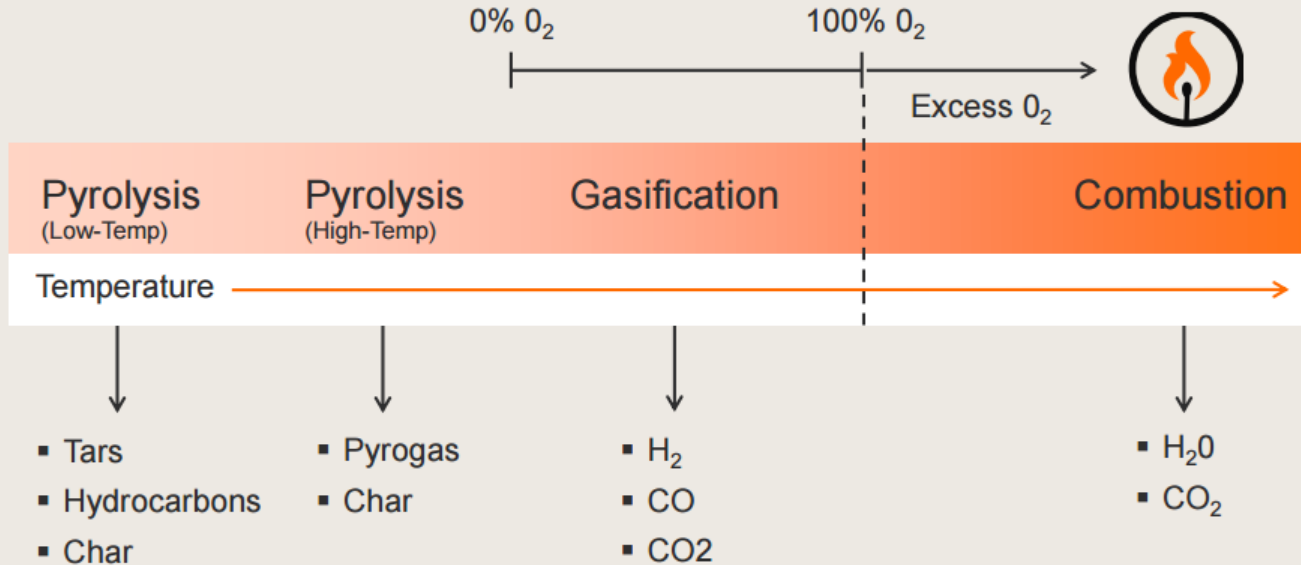 0% 0₂
100% 0₂
Excess 0₂
Pyrolysis
(Low-Temp)
Pyrolysis
(High-Temp)
Gasification
Combustion
Temperature
▪ Tars
▪ Hydrocarbons
▪ Char
▪ Pyrogas
▪ Char
▪ H₂
▪ CO
▪ CO2
▪ H₂0
▪ CO₂